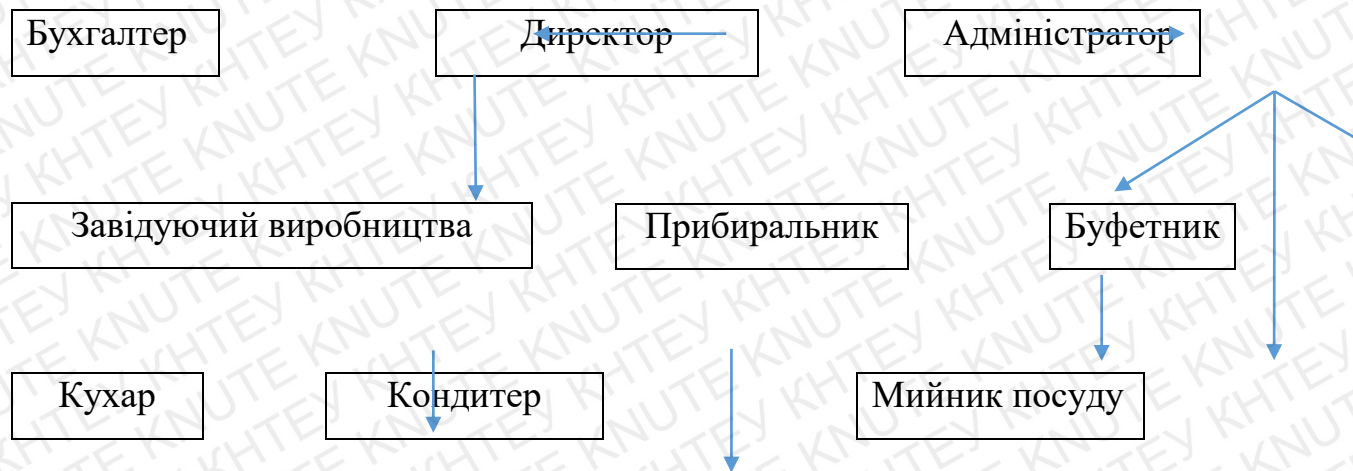 Бухгалтер Директор Адміністратор
Завідуючий виробництва Прибиральник Буфетник
Кухар Кондитер Мийник посуду